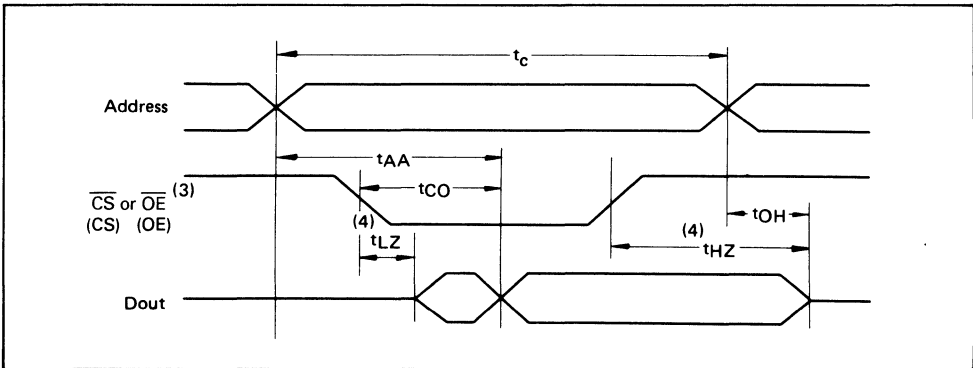 tc
Address
tAA
CS or OE (3)
(CS) (OE)
tCO
(4)
tLZ
tOH
(4)
tHZ
Dout